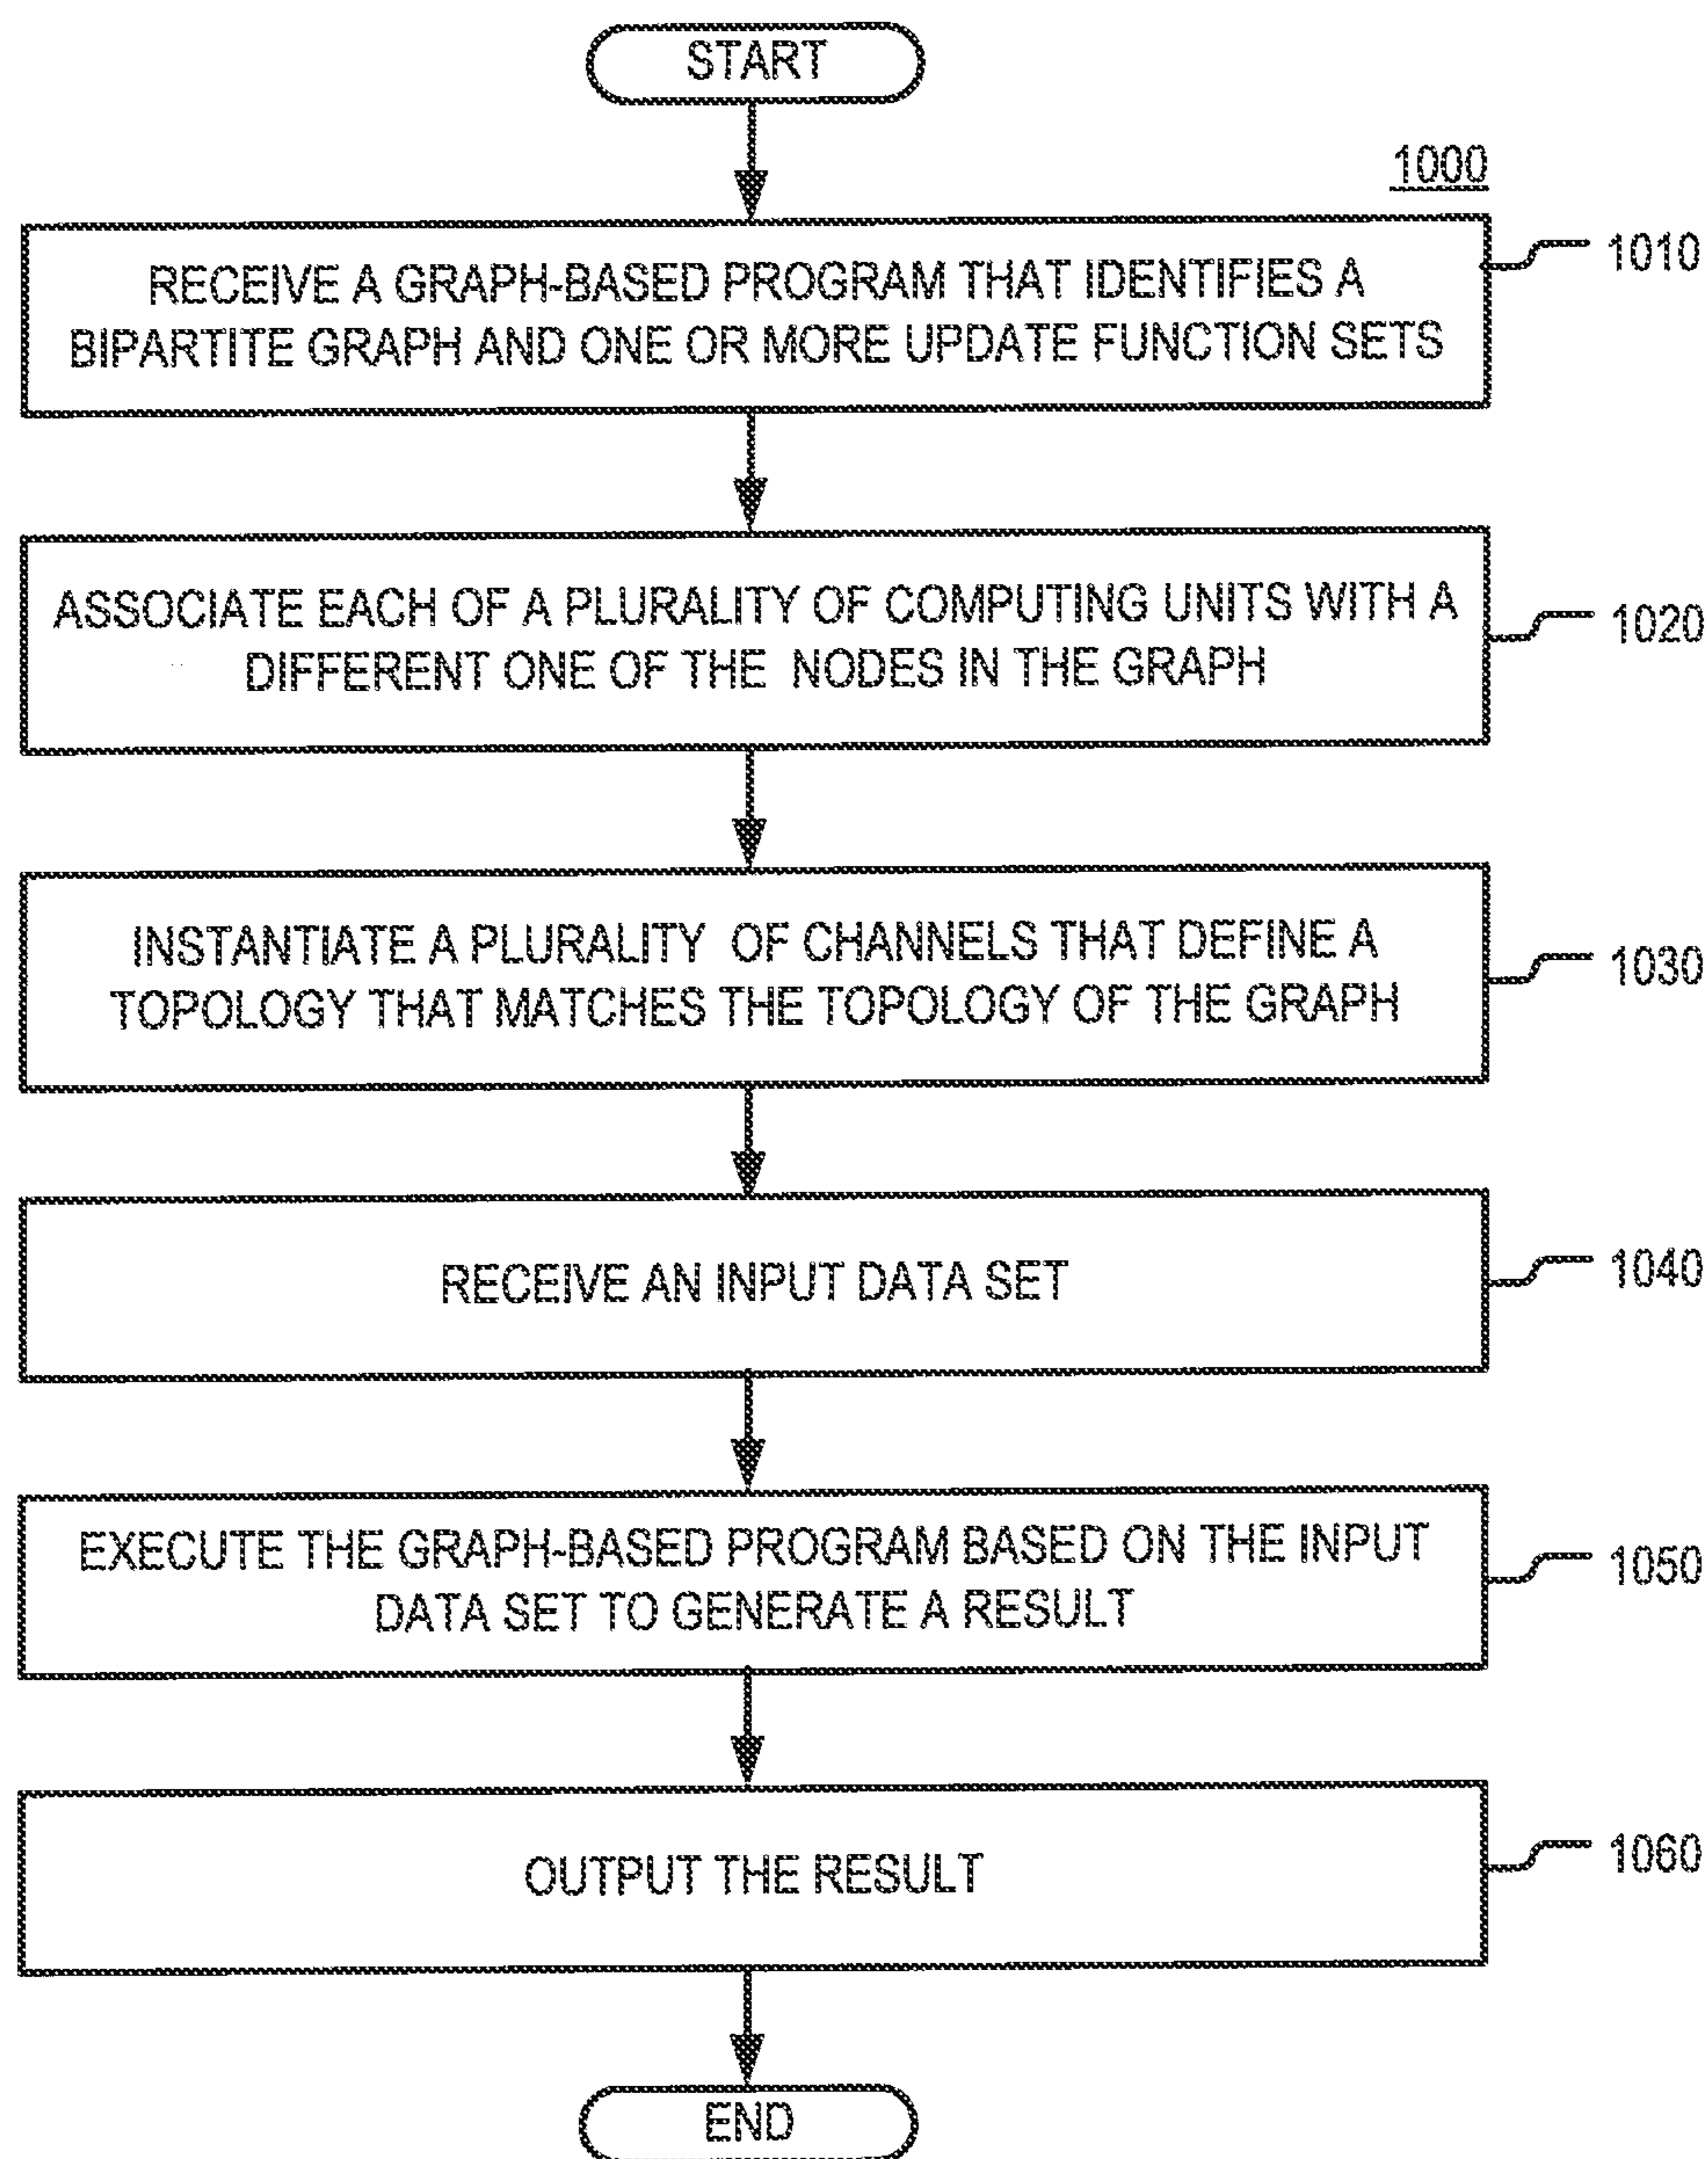 START
1000
RECEIVE A GRAPH-BASED PROGRAM THAT IDENTIFIES A
BIPARTITE GRAPH AND ONE OR MORE UPDATE FUNCTION SETS
1010
ASSOCIATE EACH OF A PLURALITY OF COMPUTING UNITS WITH A
DIFFERENT ONE OF THE NODES IN THE GRAPH
1020
INSTANTIATE A PLURALITY OF CHANNELS THAT DEFINE A
TOPOLOGY THAT MATCHES THE TOPOLOGY OF THE GRAPH
1030
RECEIVE AN INPUT DATA SET
1040
EXECUTE THE GRAPH-BASED PROGRAM BASED ON THE INPUT
DATA SET TO GENERATE A RESULT
1050
OUTPUT THE RESULT
1060
END